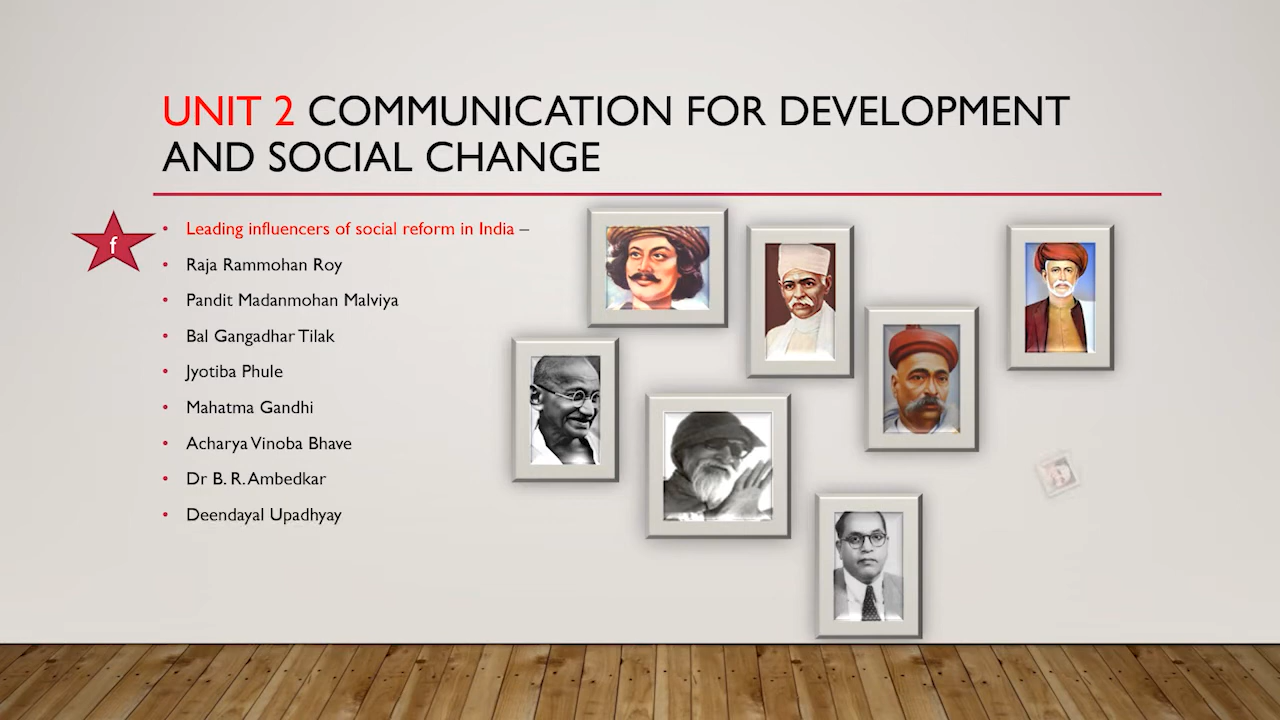 UNIT 2 COMMUNICATION FOR DEVELOPMENT
AND SOCIAL CHANGE
f
Leading influencers of social reform in India –
Raja Rammohan Roy
Pandit Madanmohan Malviya
Bal Gangadhar Tilak
Jyotiba Phule
Mahatma Gandhi
Acharya Vinoba Bhave
Dr B. R. Ambedkar
Deendayal Upadhyay